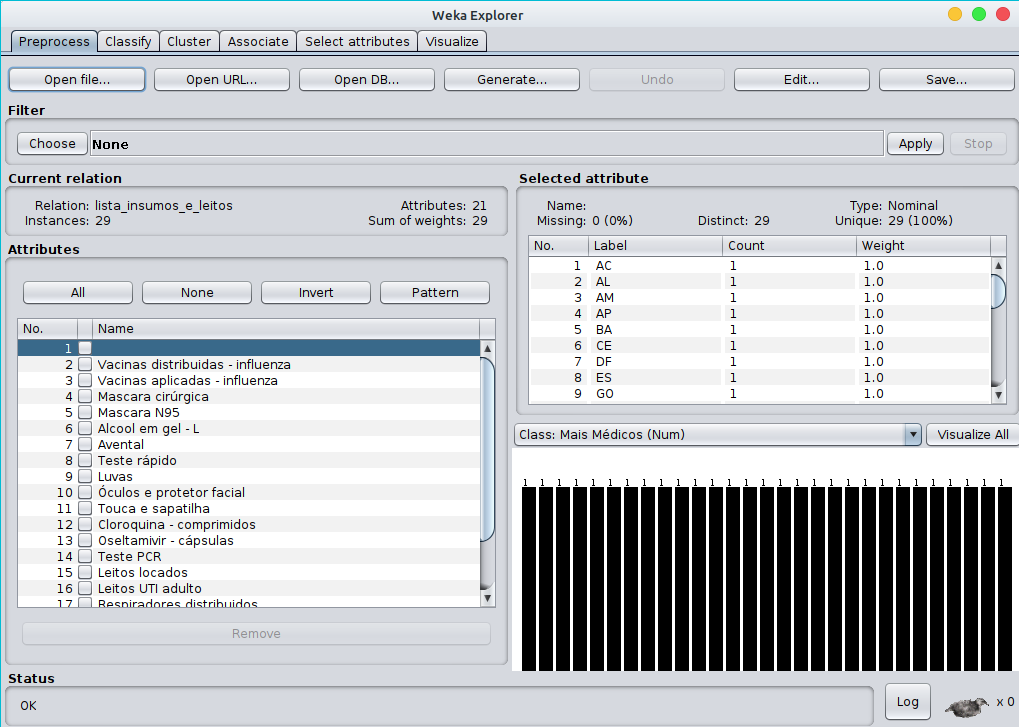 Weka Explorer
Preprocess Classify Cluster Associate Select attributes Visualize
Open file... Open URL... Open DB... Generate... Undo Edit... Save...
Filter
Choose None Apply Stop
Current relation
Relation: lista_insumos_e_leitos Attributes: 21
Instances: 29 Sum of weights: 29
Attributes
All None Invert Pattern
No. Name
1
2 Vacinas distribuidas - influenza
3 Vacinas aplicadas - influenza
4 Mascara cirúrgica
5 Mascara N95
6 Alcool em gel - L
7 Avental
8 Teste rápido
9 Luvas
10 Óculos e protetor facial
11 Touca e sapatilha
12 Cloroquina - comprimidos
13 Oseltamivir - cápsulas
14 Teste PCR
15 Leitos locados
16 Leitos UTI adulto
17 Respiradores distribuidos
Remove
Selected attribute
Name: Type: Nominal
Missing: 0 (0%) Distinct: 29 Unique: 29 (100%)
No. Label Count Weight
1 AC 1 1.0
2 AL 1 1.0
3 AM 1 1.0
4 AP 1 1.0
5 BA 1 1.0
6 CE 1 1.0
7 DF 1 1.0
8 ES 1 1.0
9 GO 1 1.0
Class: Mais Médicos (Num) Visualize All
1 1 1 1 1 1 1 1 1 1 1 1 1 1 1 1 1 1 1 1 1 1 1 1 1 1 1 1 1
Status
OK Log x 0